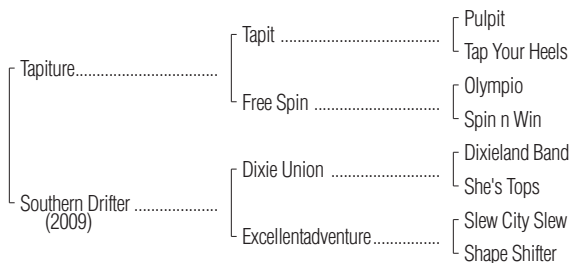 Pulpit
Tapit ........................................
Tap Your Heels
Tapiture....................................
Olympio
Free Spin ................................
Spin n Win
Dixieland Band
Dixie Union ............................
She's Tops
Southern Drifter .....................
(2009)
Slew City Slew
Excellentadventure.................
Shape Shifter